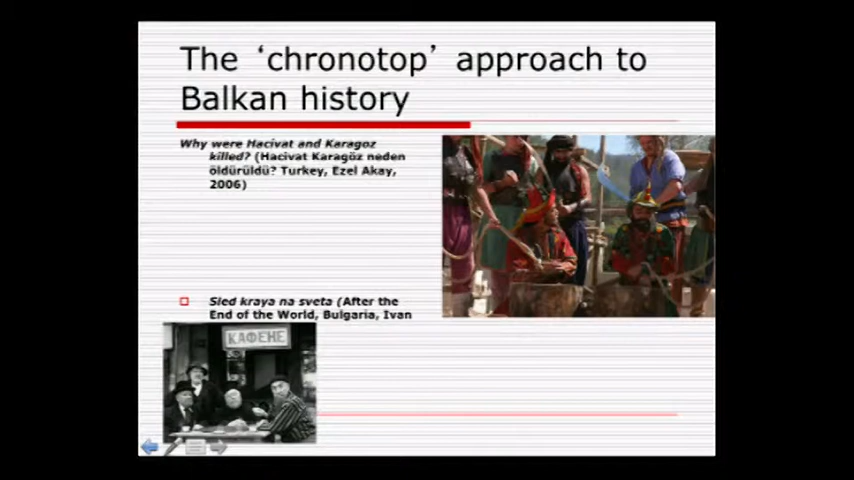 The ‘chronotop’ approach to
Balkan history
Why were Hacivat and Karagoz
killed? (Hacivat Karagöz neden
öldürüldü? Turkey, Ezel Akay,
2006)
Sled kraya na sveta (After the
End of the World, Bulgaria, Ivan
КАФЕНЕ